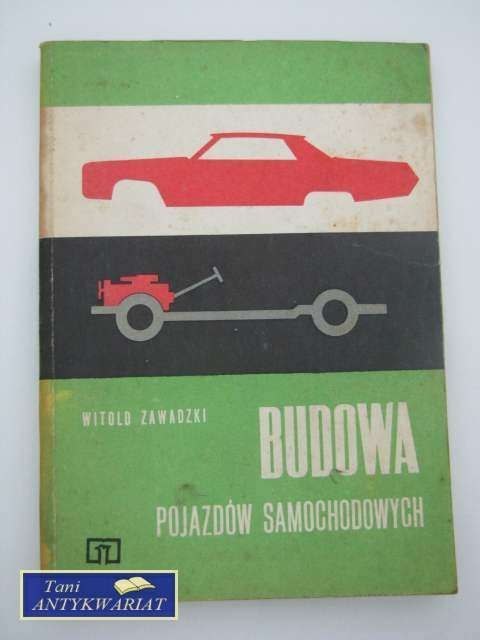 WITOLD ZAWADZKI
BUDOWA
POJAZDÓW SAMOCHODOWYCH
Tani
ANTYKWARIAT